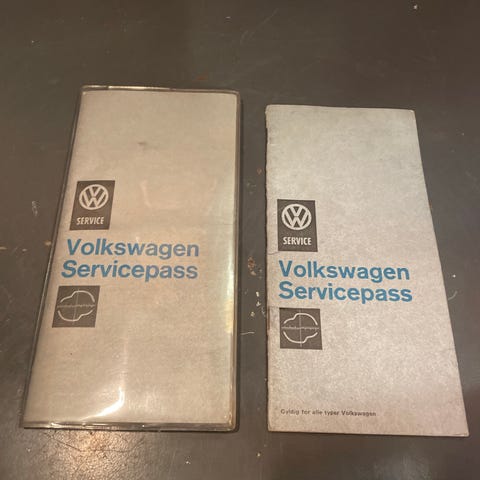 SERVICE
Volkswagen
Servicepass
SERVICE
Volkswagen
Servicepass
Gyldig for alle typer Volkswagen